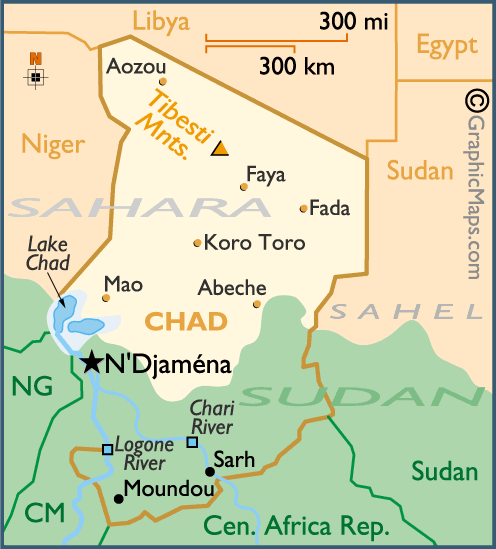 Libya
300 mi
300 km
Egypt
N
Aozou
Tibesti
Mnts.
© GraphicMaps.com
Niger
Faya
Sudan
SAHARA
Fada
Lake
Chad
Koro Toro
Mao
Abeche
CHAD
SAHEL
N'Djaména
NG
SUDAN
Chari
River
Logone
River
Sarh
Sudan
Moundou
CM
Cen. Africa Rep.